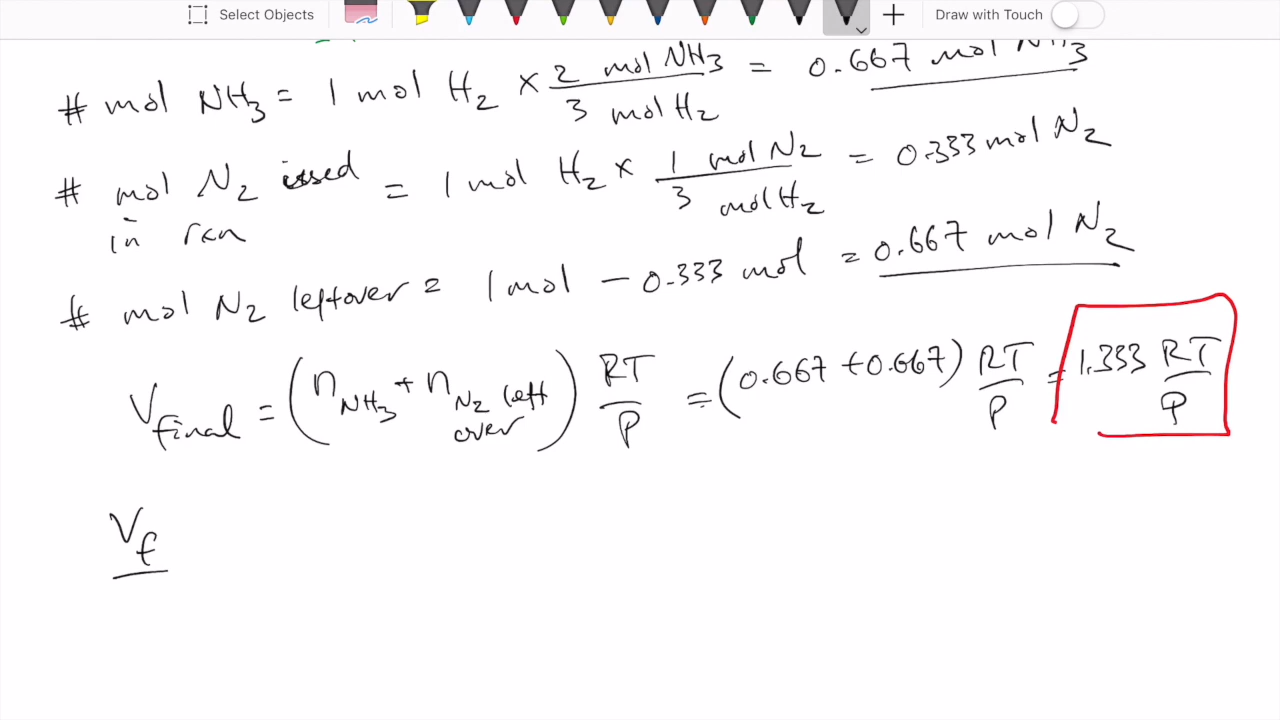 Select Objects Draw with Touch
# mol NH3 = 1 mol H2 × 2 mol NH3 / 3 mol H2 = 0.667 mol NH3
# mol N2 used in rxn = 1 mol H2 × 1 mol N2 / 3 mol H2 = 0.333 mol N2
# mol N2 leftover = 1 mol − 0.333 mol = 0.667 mol N2
Vfinal = (nNH3 + nN2 left over) RT / P = (0.667 + 0.667) RT / P = 1.333 RT / P
Vf